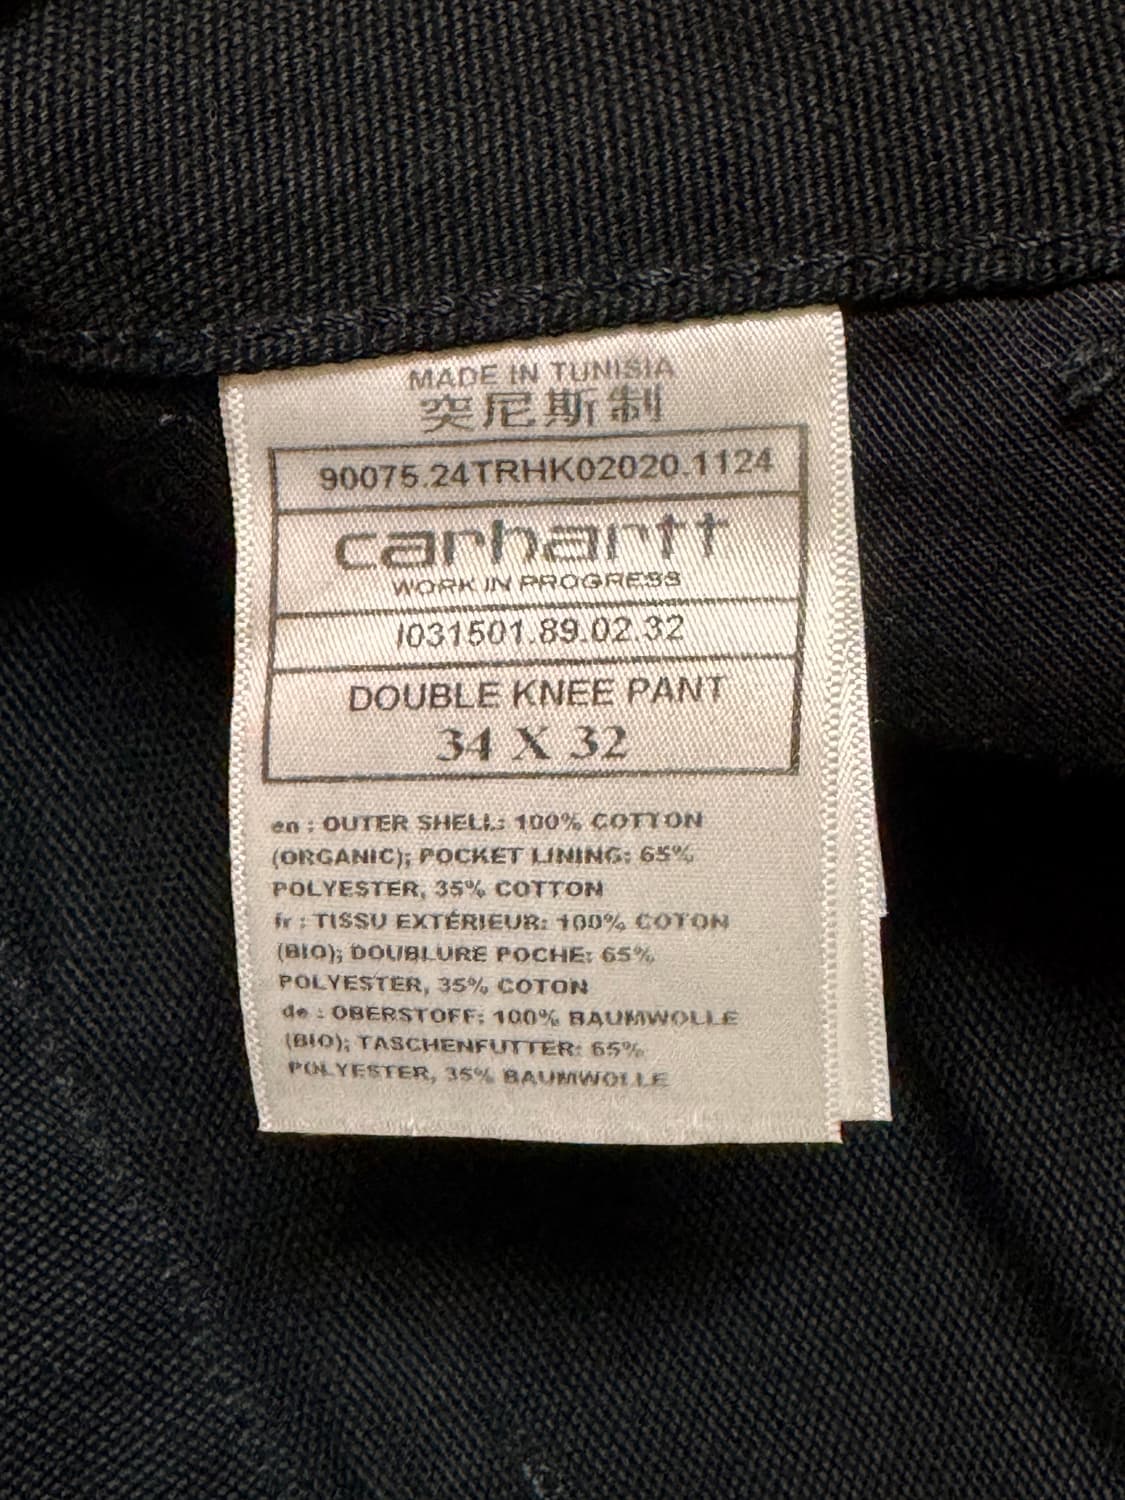 MADE IN TUNISIA
突尼斯制
90075.24TRHK02020.1124
carhartt
WORK IN PROGRESS
I031501.89.02.32
DOUBLE KNEE PANT
34 X 32
en : OUTER SHELL: 100% COTTON
(ORGANIC); POCKET LINING: 65%
POLYESTER, 35% COTTON
fr : TISSU EXTÉRIEUR: 100% COTON
(BIO); DOUBLURE POCHE: 65%
POLYESTER, 35% COTON
de : OBERSTOFF: 100% BAUMWOLLE
(BIO); TASCHENFUTTER: 65%
POLYESTER, 35% BAUMWOLLE